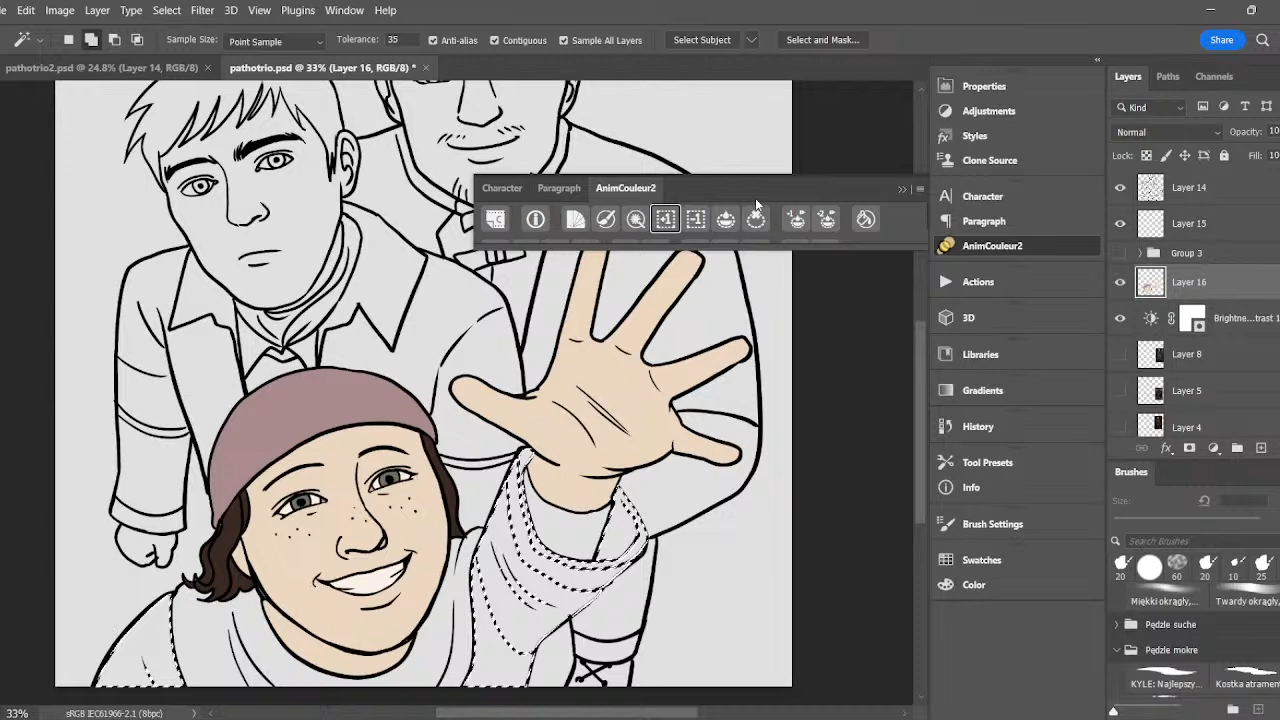 Edit Image Layer Type Select Filter 3D View Plugins Window Help
Sample Size: Point Sample Tolerance: 35 Anti-alias Contiguous Sample All Layers Select Subject Select and Mask... Share
pathotrio2.psd @ 24.8% (Layer 14, RGB/8) × pathotrio.psd @ 33% (Layer 16, RGB/8) * ×
Character Paragraph AnimCouleur2
Properties
Adjustments
Styles
Clone Source
Character
Paragraph
AnimCouleur2
Actions
3D
Libraries
Gradients
History
Tool Presets
Info
Brush Settings
Swatches
Color
Layers Paths Channels
Kind
Normal Opacity: 10
Lock: Fill: 10
Layer 14
Layer 15
Group 3
Layer 16
Brightne...trast 1
Layer 8
Layer 5
Layer 4
Brushes
Size:
Search Brushes
20 60 20 10 25
Miękki okrągły,... Twardy okrągły,
Pędzle suche
Pędzle mokre
KYLE: Najlepszy... Kostka atrament
33% sRGB IEC61966-2.1 (8bpc)